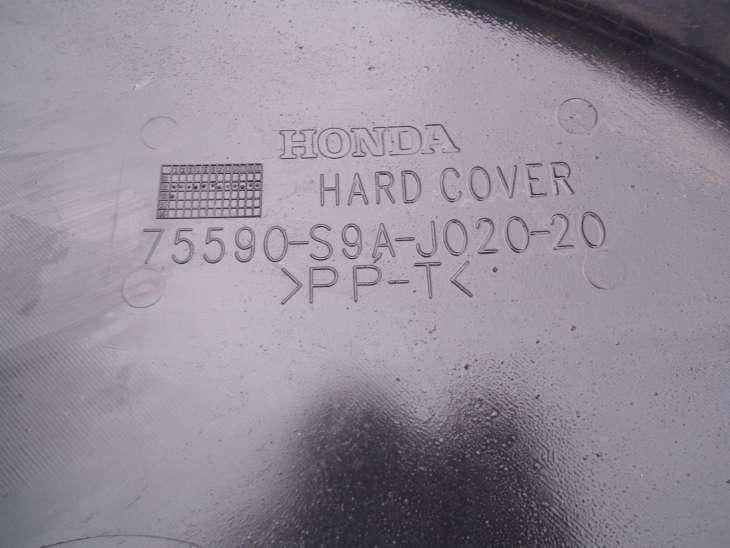 HONDA
HARD COVER
75590-S9A-J020-20
>PP-T<